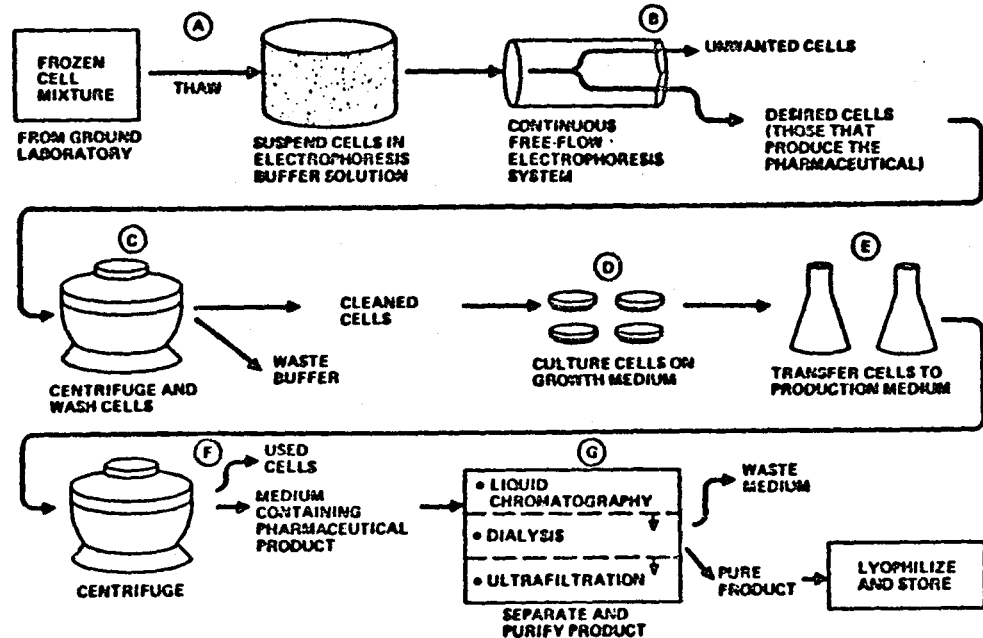 A
B
FROZEN
CELL
MIXTURE
THAW
UNWANTED CELLS
FROM GROUND
LABORATORY
SUSPEND CELLS IN
ELECTROPHORESIS
BUFFER SOLUTION
CONTINUOUS
FREE-FLOW
ELECTROPHORESIS
SYSTEM
DESIRED CELLS
(THOSE THAT
PRODUCE THE
PHARMACEUTICAL)
C
D
E
CLEANED
CELLS
WASTE
BUFFER
CENTRIFUGE AND
WASH CELLS
CULTURE CELLS ON
GROWTH MEDIUM
TRANSFER CELLS TO
PRODUCTION MEDIUM
F
USED
CELLS
MEDIUM
CONTAINING
PHARMACEUTICAL
PRODUCT
CENTRIFUGE
G
• LIQUID
CHROMATOGRAPHY
• DIALYSIS
• ULTRAFILTRATION
SEPARATE AND
PURIFY PRODUCT
WASTE
MEDIUM
PURE
PRODUCT
LYOPHILIZE
AND STORE